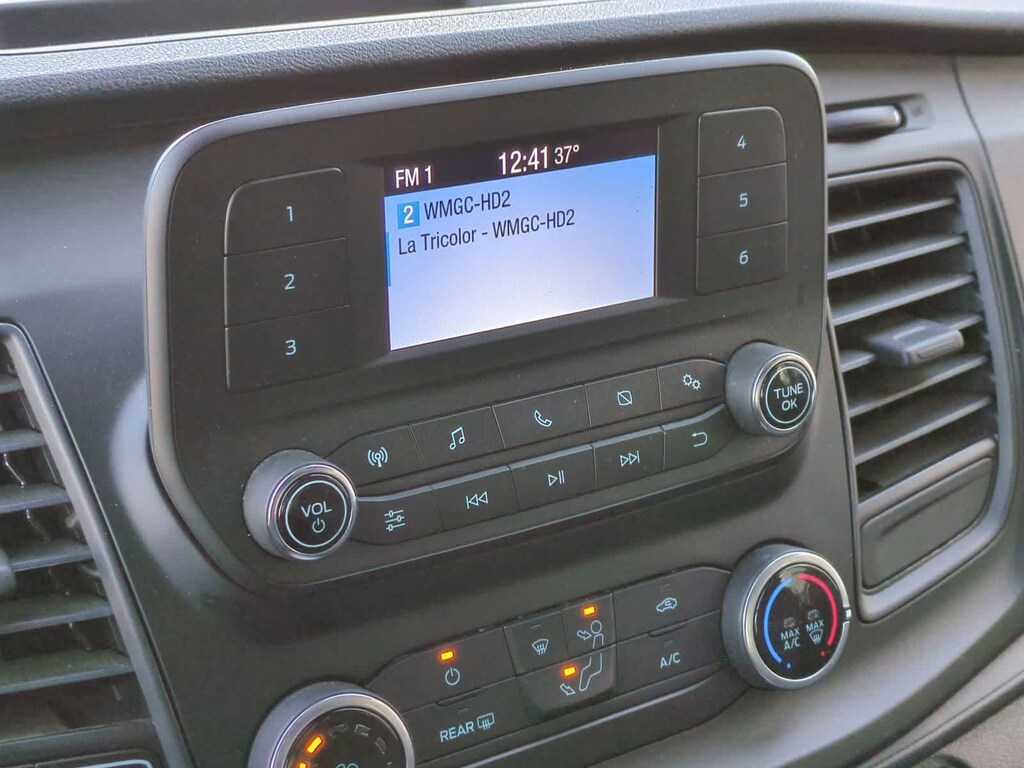 FM 1 12:41 37°
2 WMGC-HD2
La Tricolor - WMGC-HD2
1
2
3
4
5
6
TUNE
OK
VOL
MAX
A/C
MAX
A/C
REAR